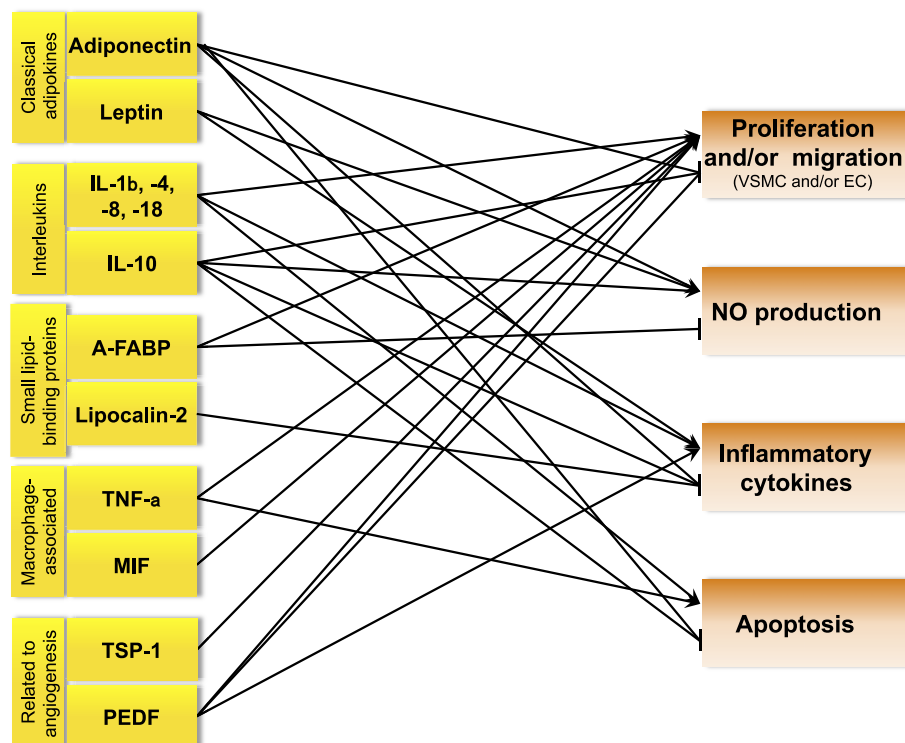 Classical
adipokines
Adiponectin
Leptin
Interleukins
IL-1b, -4,
-8, -18
IL-10
Small lipid-
binding proteins
A-FABP
Lipocalin-2
Macrophage-
associated
TNF-a
MIF
Related to
angiogenesis
TSP-1
PEDF
Proliferation
and/or migration
(VSMC and/or EC)
NO production
Inflammatory
cytokines
Apoptosis